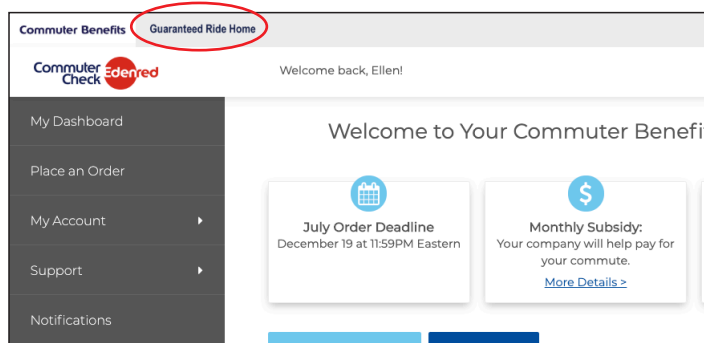 Commuter Benefits Guaranteed Ride Home
Commuter Check Edenred
Welcome back, Ellen!
My Dashboard
Place an Order
My Account
Support
Notifications
Welcome to Your Commuter
July Order Deadline
December 19 at 11:59PM Eastern
Monthly Subsidy:
Your company will help pay for
your commute.
More Details >